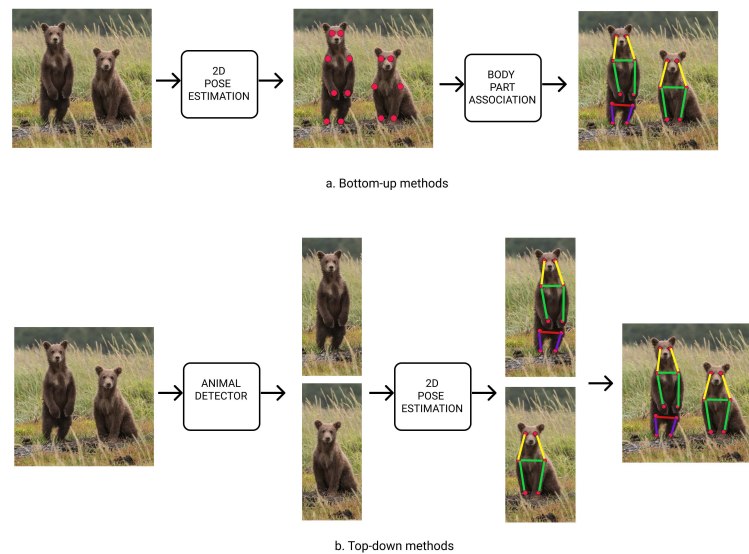 2D
POSE
ESTIMATION
BODY
PART
ASSOCIATION
a. Bottom-up methods
ANIMAL
DETECTOR
2D
POSE
ESTIMATION
b. Top-down methods